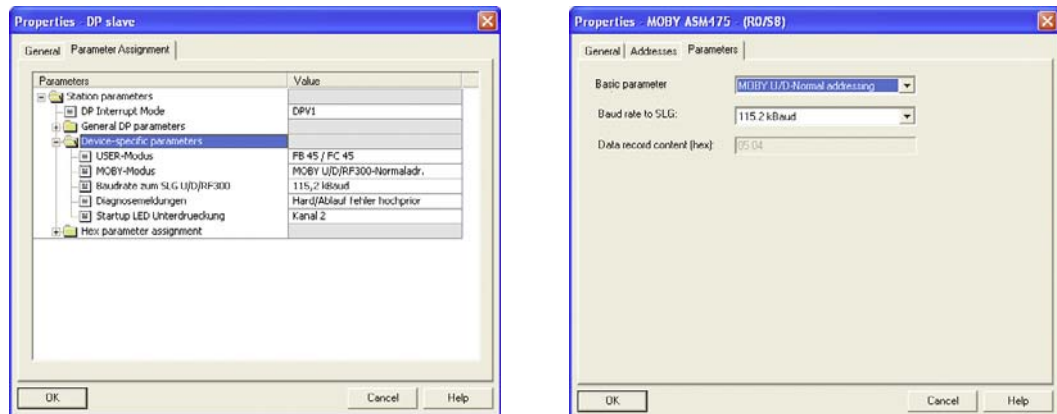 Properties - DP slave
General Parameter Assignment
Parameters Value
Station parameters
DP Interrupt Mode DPV1
General DP parameters
Device-specific parameters
USER-Modus FB 45 / FC 45
MOBY-Modus MOBY U/D/RF300-Normaladr.
Baudrate zum SLG U/D/RF300 115,2 kBaud
Diagnosemeldungen Hard/Ablauf fehler hochprior
Startup LED Unterdrueckung Kanal 2
Hex parameter assignment
OK Cancel Help
Properties - MOBY ASM475 - (R0/S8)
General Addresses Parameters
Basic parameter MOBY U/D-Normal addressing
Baud rate to SLG: 115.2 kBaud
Data record content (hex): 05 04
OK Cancel Help